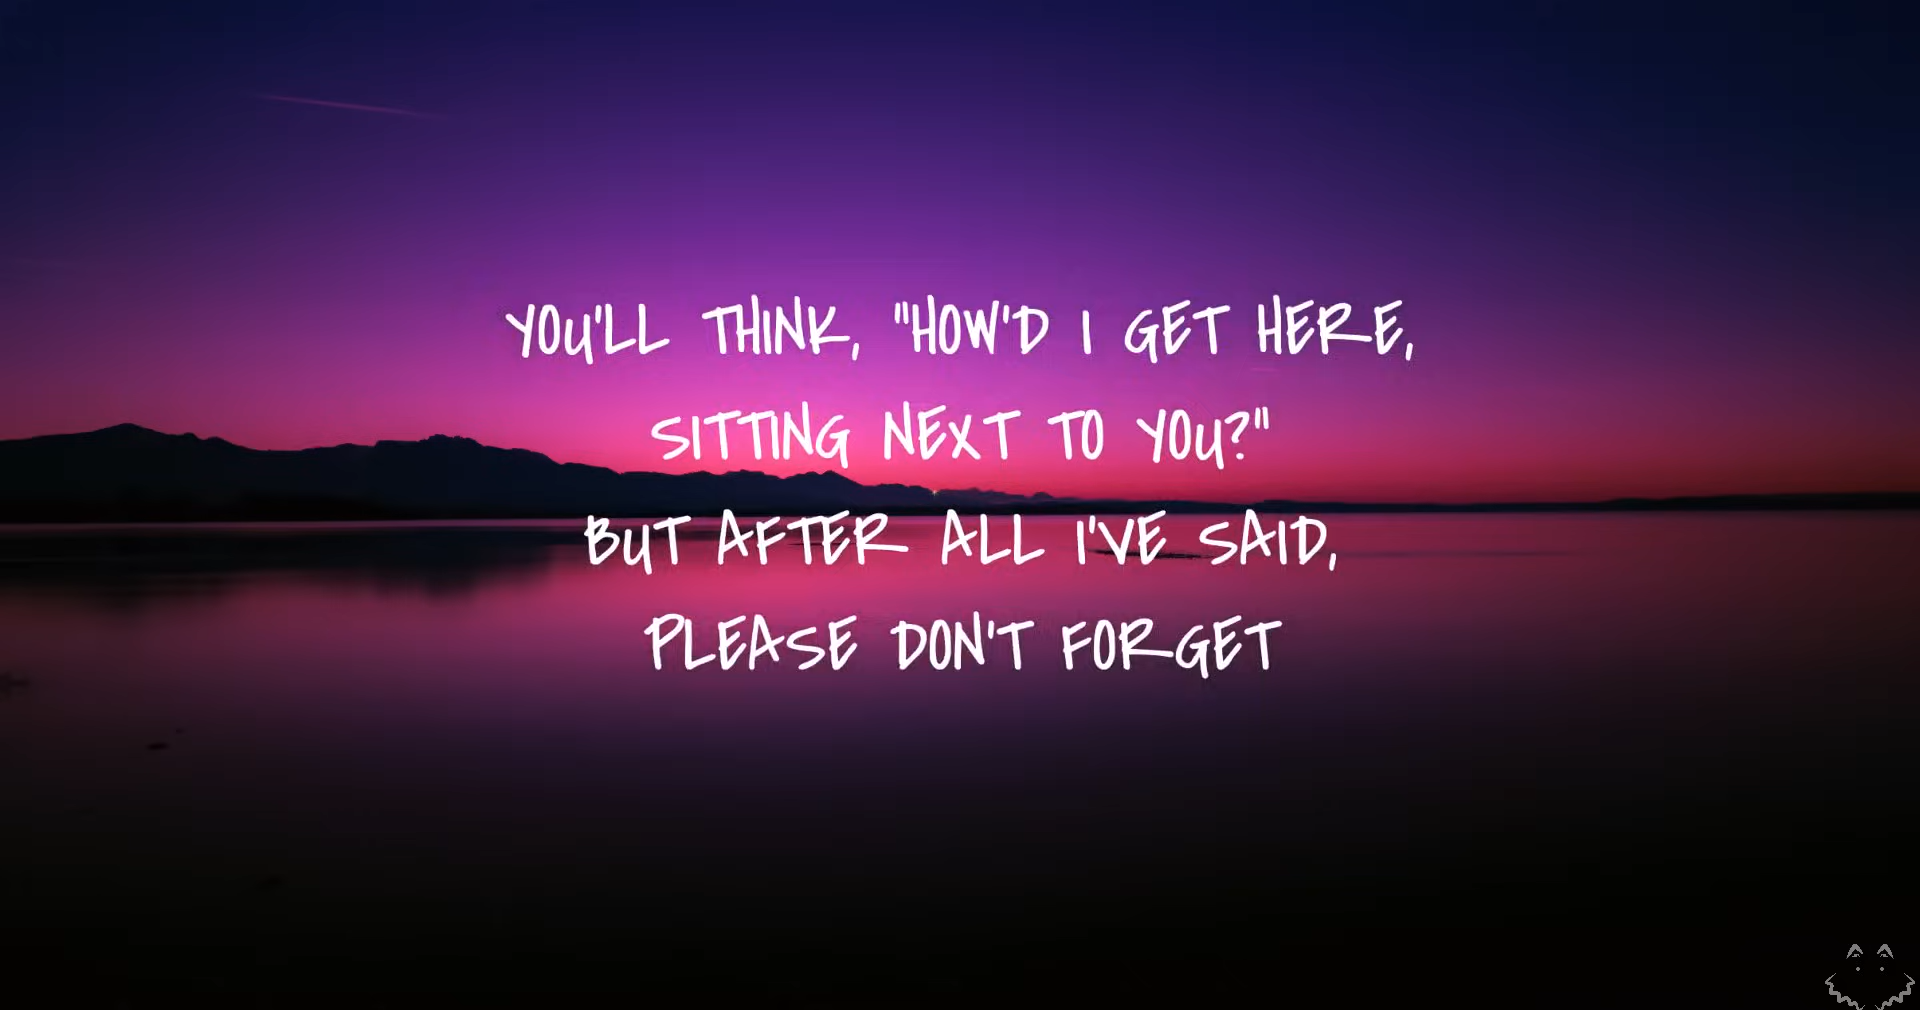 YOU'LL THINK, "HOW'D I GET HERE,
SITTING NEXT TO YOU?"
BUT AFTER ALL I'VE SAID,
PLEASE DON'T FORGET